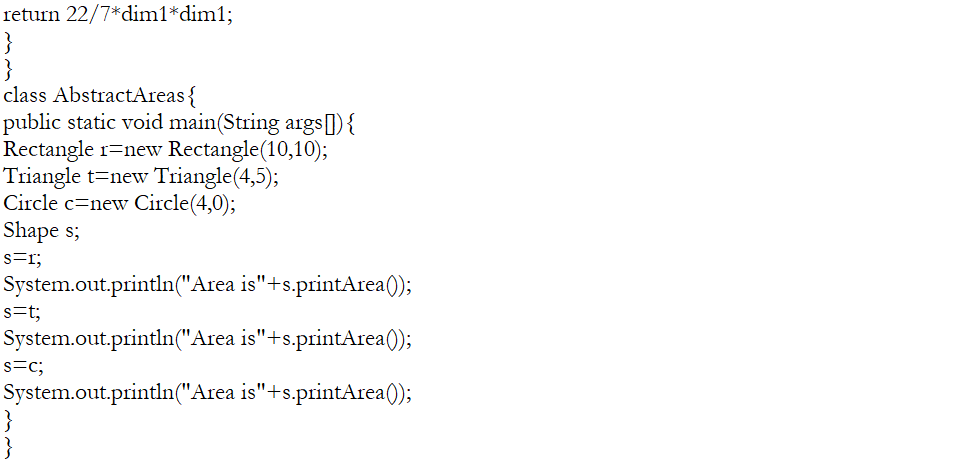 return 22/7*dim1*dim1;
}
}
class AbstractAreas{
public static void main(String args[]){
Rectangle r=new Rectangle(10,10);
Triangle t=new Triangle(4,5);
Circle c=new Circle(4,0);
Shape s;
s=r;
System.out.println("Area is"+s.printArea());
s=t;
System.out.println("Area is"+s.printArea());
s=c;
System.out.println("Area is"+s.printArea());
}
}